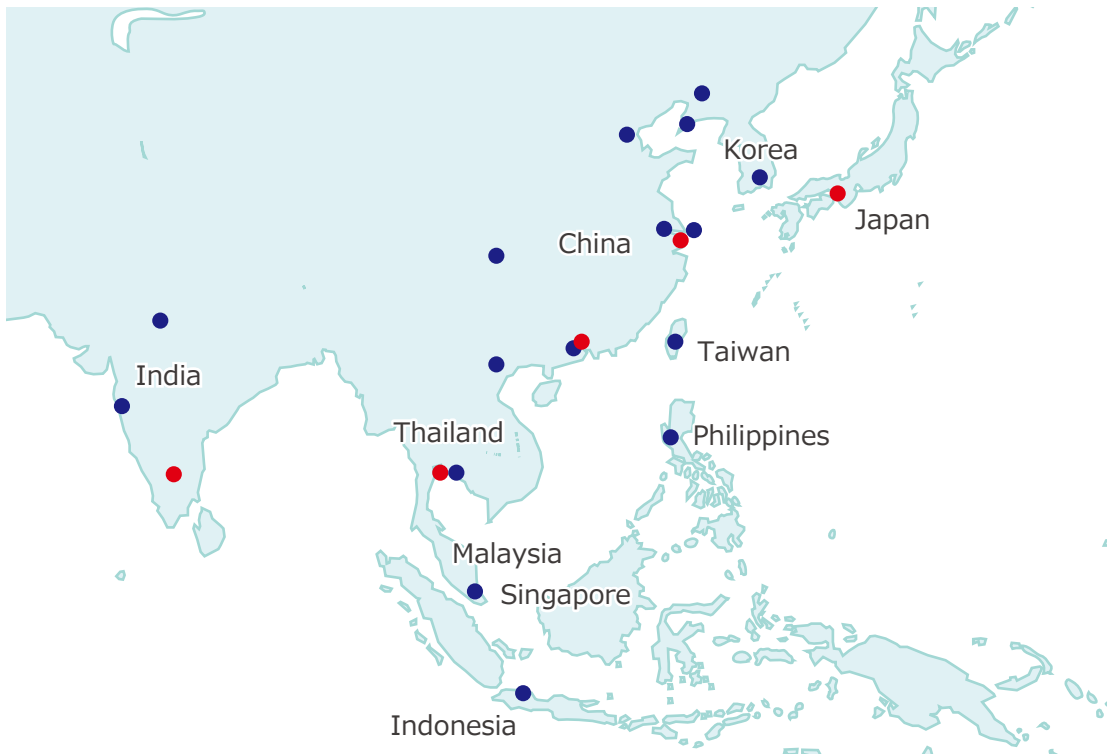 Korea
Japan
China
Taiwan
India
Thailand
Philippines
Malaysia
Singapore
Indonesia